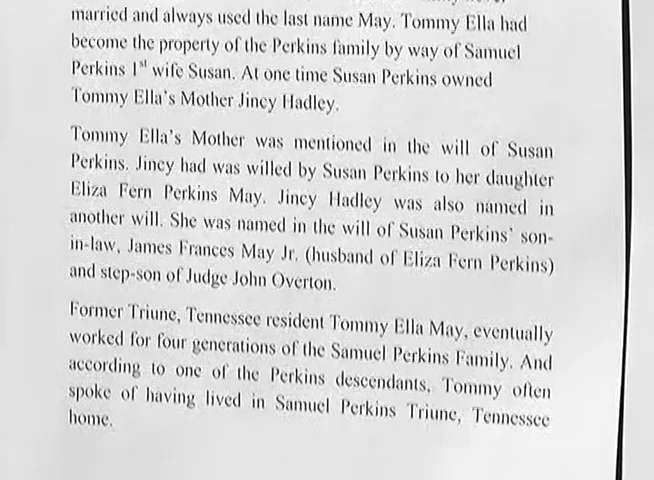 married and always used the last name May. Tommy Ella had
become the property of the Perkins family by way of Samuel
Perkins 1st wife Susan. At one time Susan Perkins owned
Tommy Ella's Mother Jincy Hadley.
Tommy Ella's Mother was mentioned in the will of Susan
Perkins. Jincy had was willed by Susan Perkins to her daughter
Eliza Fern Perkins May. Jincy Hadley was also named in
another will. She was named in the will of Susan Perkins' son-
in-law, James Frances May Jr. (husband of Eliza Fern Perkins)
and step-son of Judge John Overton.
Former Triune, Tennessee resident Tommy Ella May, eventually
worked for four generations of the Samuel Perkins Family. And
according to one of the Perkins descendants, Tommy often
spoke of having lived in Samuel Perkins Triune, Tennessee
home.